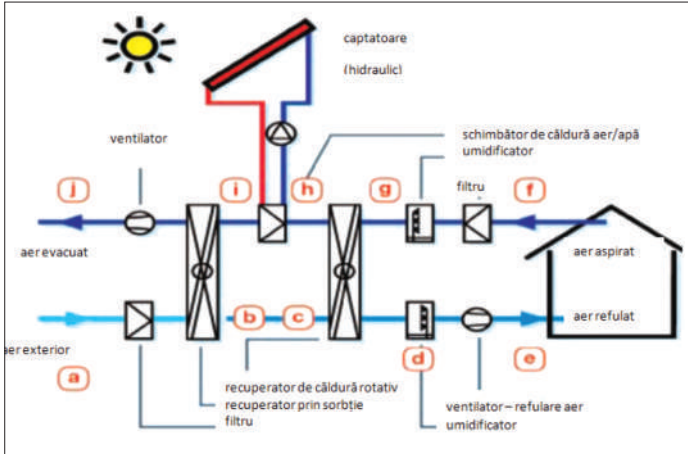 captatoare
(hidraulic)
schimbător de căldură aer/apă
umidificator
ventilator
filtru
j
i
h
g
f
aer evacuat
aer aspirat
b
c
aer refulat
aer exterior
a
d
e
recuperator de căldură rotativ
recuperator prin sorbție
filtru
ventilator – refulare aer
umidificator